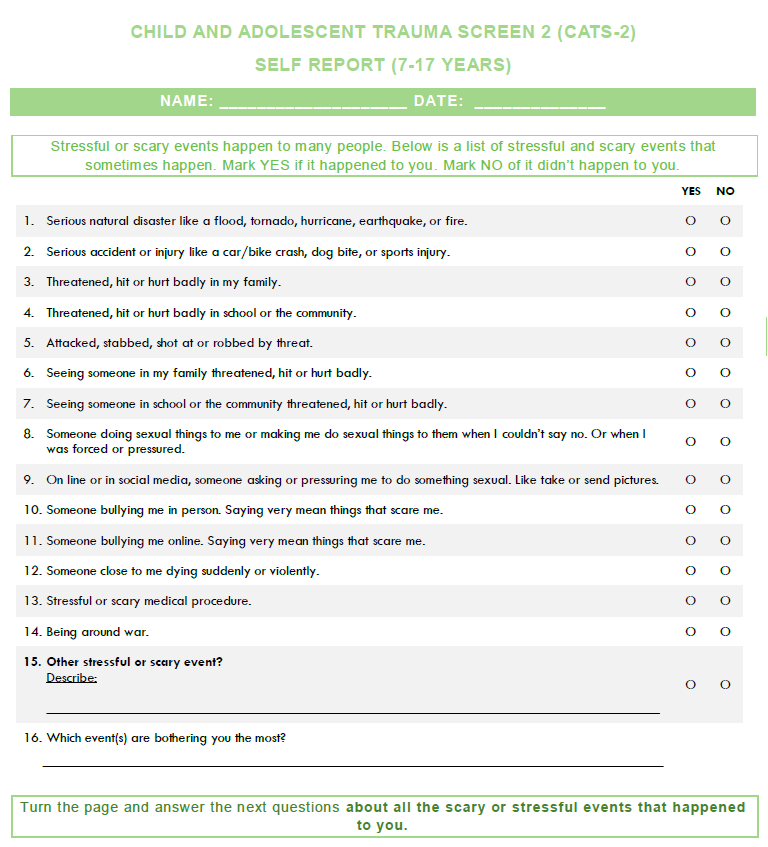 CHILD AND ADOLESCENT TRAUMA SCREEN 2 (CATS-2)
SELF REPORT (7-17 YEARS)
NAME: ____________________ DATE: ______________
Stressful or scary events happen to many people. Below is a list of stressful and scary events that
sometimes happen. Mark YES if it happened to you. Mark NO of it didn't happen to you.
YES NO
1. Serious natural disaster like a flood, tornado, hurricane, earthquake, or fire. O O
2. Serious accident or injury like a car/bike crash, dog bite, or sports injury. O O
3. Threatened, hit or hurt badly in my family. O O
4. Threatened, hit or hurt badly in school or the community. O O
5. Attacked, stabbed, shot at or robbed by threat. O O
6. Seeing someone in my family threatened, hit or hurt badly. O O
7. Seeing someone in school or the community threatened, hit or hurt badly. O O
8. Someone doing sexual things to me or making me do sexual things to them when I couldn't say no. Or when I
was forced or pressured. O O
9. On line or in social media, someone asking or pressuring me to do something sexual. Like take or send pictures. O O
10. Someone bullying me in person. Saying very mean things that scare me. O O
11. Someone bullying me online. Saying very mean things that scare me. O O
12. Someone close to me dying suddenly or violently. O O
13. Stressful or scary medical procedure. O O
14. Being around war. O O
15. Other stressful or scary event?
Describe: O O
16. Which event(s) are bothering you the most?
Turn the page and answer the next questions about all the scary or stressful events that happened
to you.